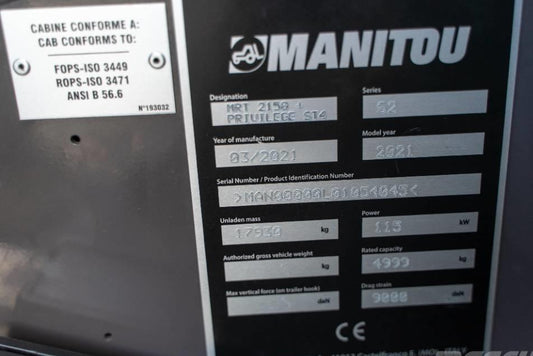 CABINE CONFORME A:
CAB CONFORMS TO:
FOPS-ISO 3449
ROPS-ISO 3471
ANSI B 56.6
N°193032
MANITOU
Designation
MRT 2150 +
PRIVILEGE ST4
Series
S2
Year of manufacture
03/2021
Model year
2021
Serial Number / Product Identification Number
>MAN00000L01054045<
Unladen mass
17930 kg
Power
115 kW
Authorized gross vehicle weight
kg
Rated capacity
4999 kg
Max vertical force (on trailer hook)
daN
Drag strain
9000 daN
CE
ITALY